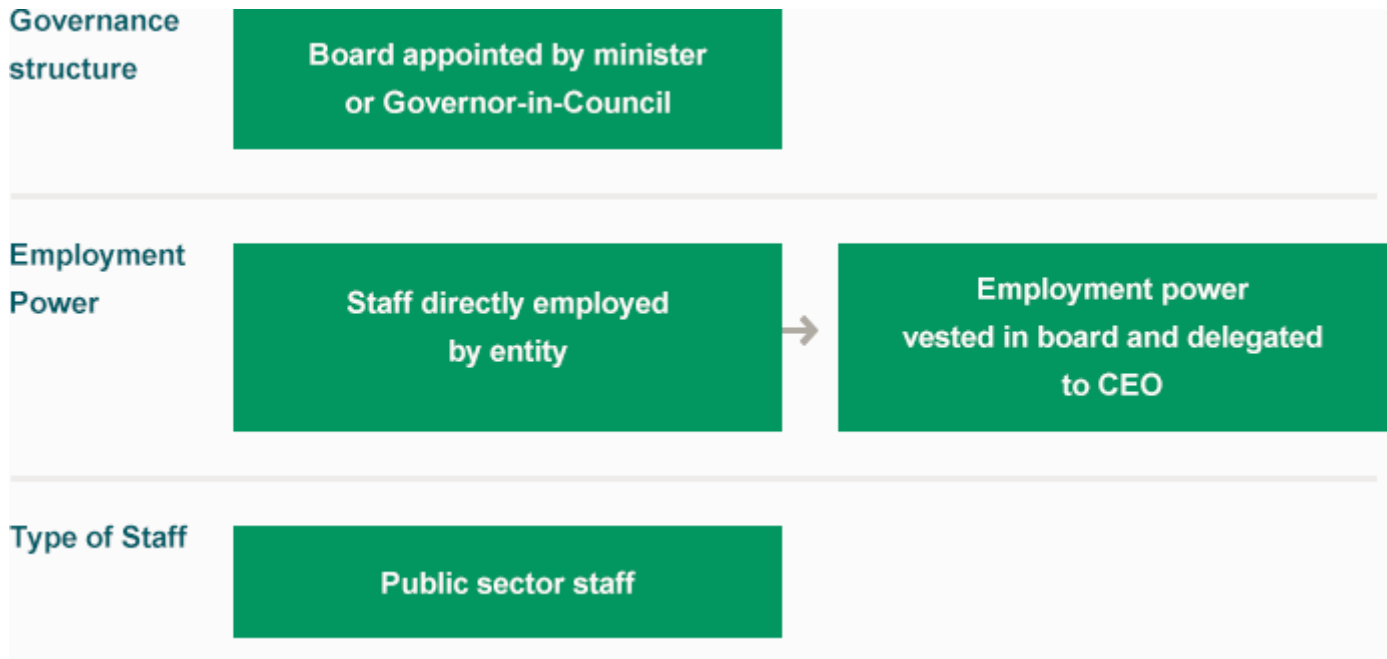 Governance
structure
Board appointed by minister
or Governor-in-Council
Employment
Power
Staff directly employed
by entity
→
Employment power
vested in board and delegated
to CEO
Type of Staff
Public sector staff